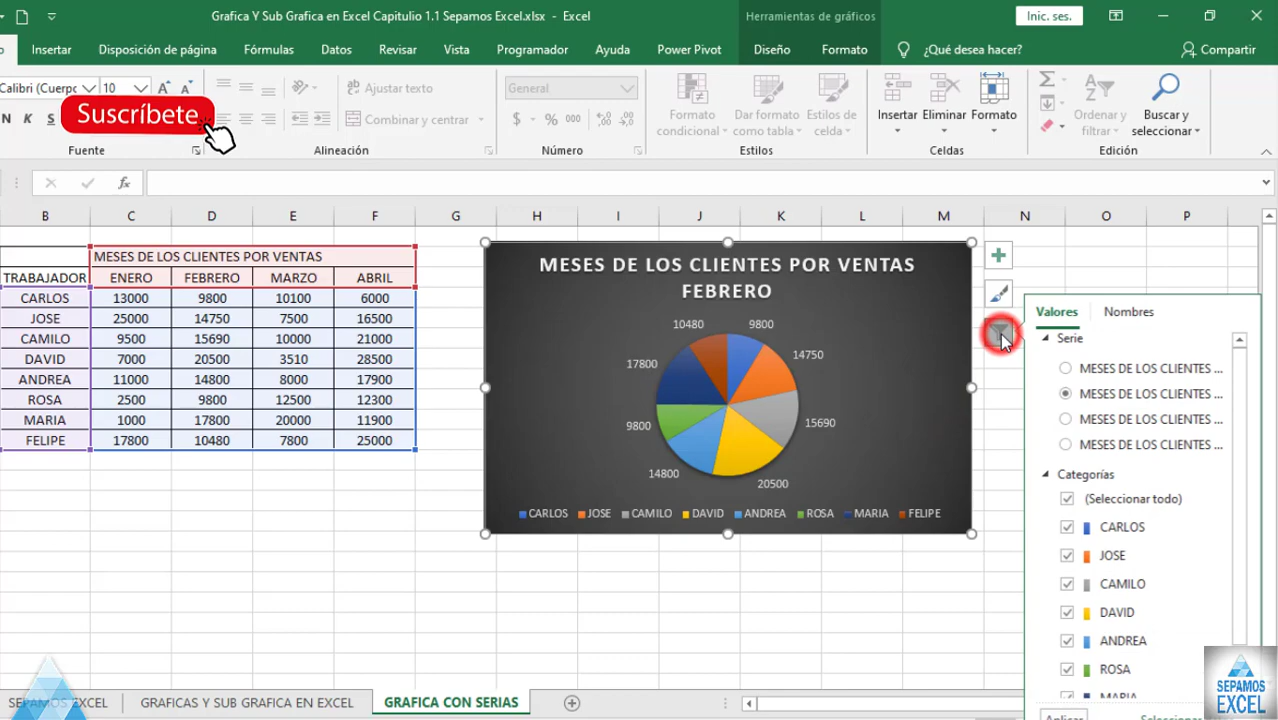 Grafica Y Sub Grafica en Excel Capitulo 1.1 Sepamos Excel.xlsx - Excel
Herramientas de gráficos
Inic. ses.
Insertar Disposición de página Fórmulas Datos Revisar Vista Programador Ayuda Power Pivot Diseño Formato ¿Qué desea hacer? Compartir
Calibri (Cuerpo 10
Ajustar texto
General
N K S
Suscríbete
Combinar y centrar
$ % 000
Formato condicional
Dar formato como tabla
Estilos de celda
Insertar Eliminar Formato
Ordenar y filtrar
Buscar y seleccionar
Fuente Alineación Número Estilos Celdas Edición
fx
B C D E F G H I J K L M N O P
MESES DE LOS CLIENTES POR VENTAS
TRABAJADOR ENERO FEBRERO MARZO ABRIL
CARLOS 13000 9800 10100 6000
JOSE 25000 14750 7500 16500
CAMILO 9500 15690 10000 21000
DAVID 7000 20500 3510 28500
ANDREA 11000 14800 8000 17900
ROSA 2500 9800 12500 12300
MARIA 1000 17800 20000 11900
FELIPE 17800 10480 7800 25000
MESES DE LOS CLIENTES POR VENTAS
FEBRERO
10480 9800
17800 14750
9800 15690
14800 20500
CARLOS JOSE CAMILO DAVID ANDREA ROSA MARIA FELIPE
Valores Nombres
Serie
MESES DE LOS CLIENTES ...
MESES DE LOS CLIENTES ...
MESES DE LOS CLIENTES ...
MESES DE LOS CLIENTES ...
Categorías
(Seleccionar todo)
CARLOS
JOSE
CAMILO
DAVID
ANDREA
ROSA
MARIA
Aplicar
SEPAMOS EXCEL GRAFICAS Y SUB GRAFICA EN EXCEL GRAFICA CON SERIAS
SEPAMOS
EXCEL